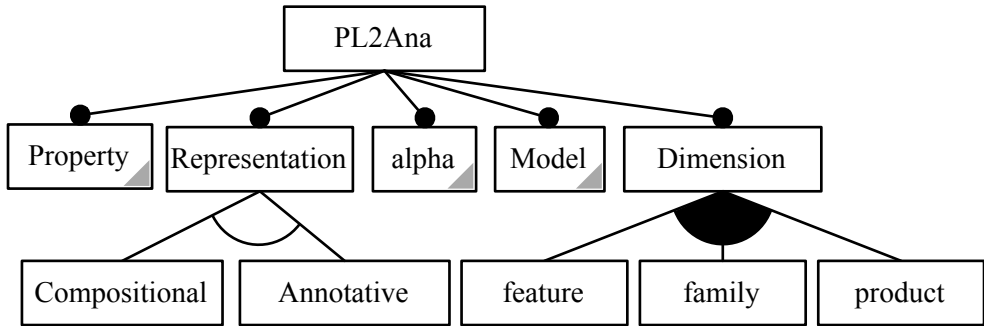 PL2Ana
Property Representation alpha Model Dimension
Compositional Annotative feature family product